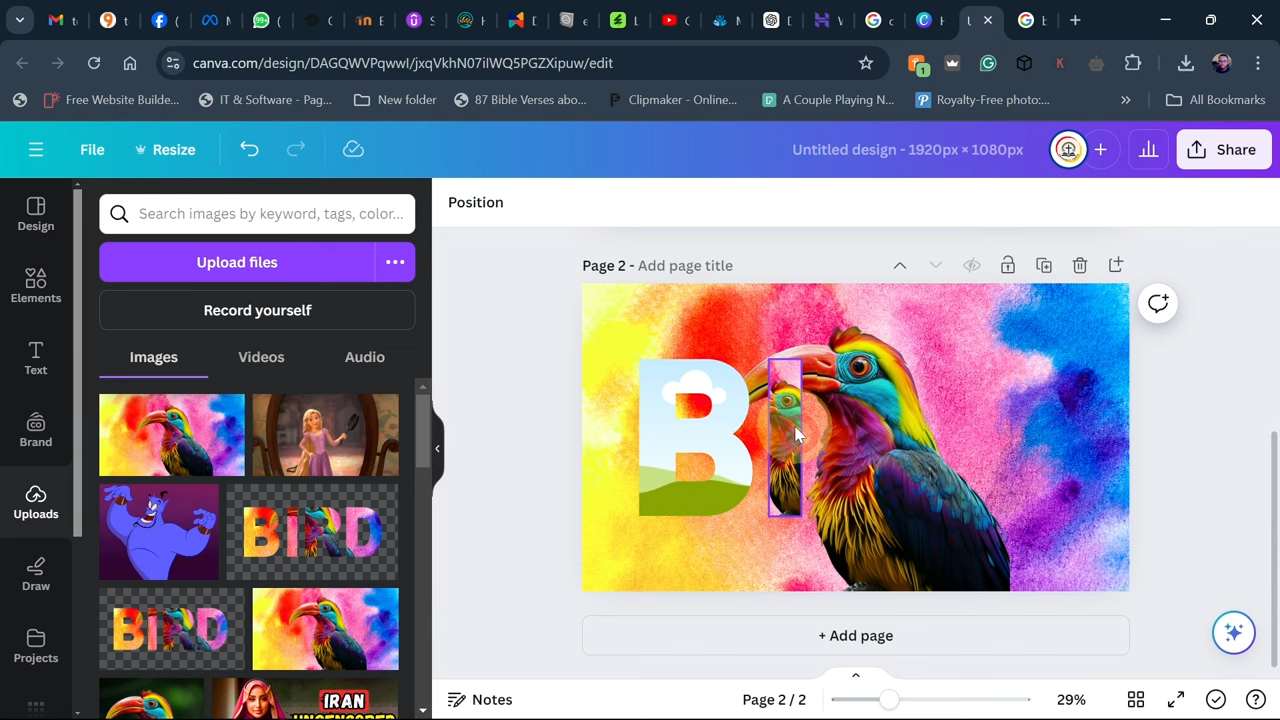 canva.com/design/DAGQWVPqwwI/jxqVkhN07iIWQ5PGZXipuw/edit
Free Website Builde...
IT & Software - Pag...
New folder
87 Bible Verses abo...
Clipmaker - Online...
A Couple Playing N...
Royalty-Free photo:...
All Bookmarks
File
Resize
Untitled design - 1920px × 1080px
Share
Design
Elements
Text
Brand
Uploads
Draw
Projects
Search images by keyword, tags, color...
Upload files
Record yourself
Images
Videos
Audio
BIRD
BIRD
IRAN
Position
Page 2 - Add page title
B
I
+ Add page
Notes
Page 2 / 2
29%